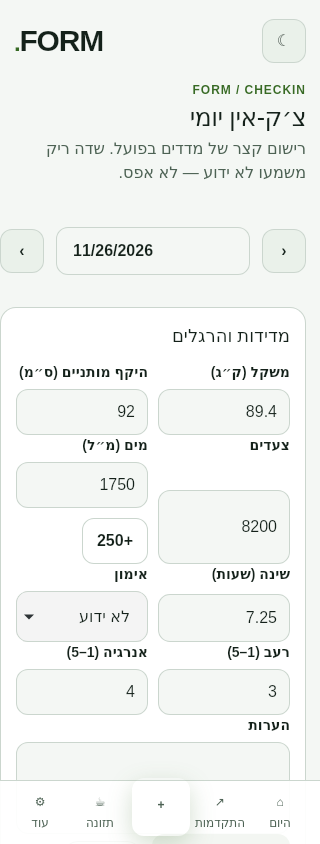 .FORM
FORM / CHECKIN
צ׳ק-אין יומי
רישום קצר של מדדים בפועל. שדה ריק
משמעו לא ידוע — לא אפס.
11/26/2026
מדידות והרגלים
משקל (ק״ג)
היקף מותניים (ס״מ)
89.4
92
צעדים
מים (מ״ל)
8200
1750
+250
שינה (שעות)
אימון
7.25
לא ידוע
רעב (1–5)
אנרגיה (1–5)
3
4
הערות
היום
התקדמות
+
תזונה
עוד